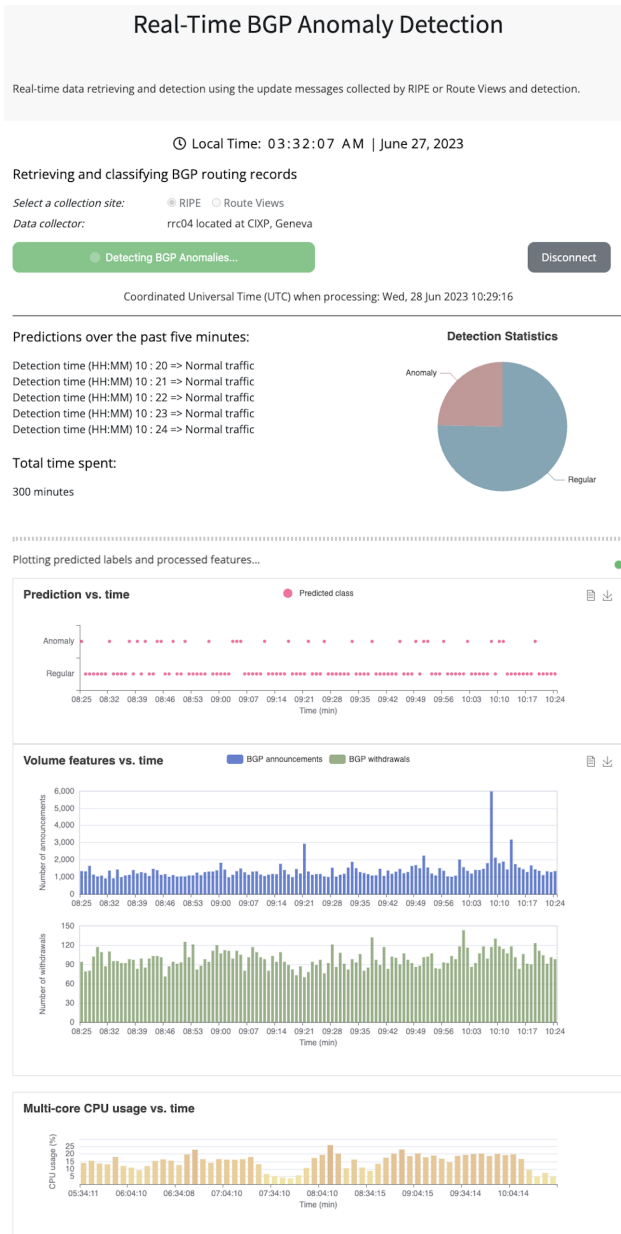 Real-Time BGP Anomaly Detection
Real-time data retrieving and detection using the update messages collected by RIPE or Route Views and detection.
Local Time: 03:32:07 AM | June 27, 2023
Retrieving and classifying BGP routing records
Select a collection site: RIPE Route Views
Data collector: rrc04 located at CIXP, Geneva
Detecting BGP Anomalies... Disconnect
Coordinated Universal Time (UTC) when processing: Wed, 28 Jun 2023 10:29:16
Predictions over the past five minutes: Detection Statistics
Detection time (HH:MM) 10 : 20 => Normal traffic
Detection time (HH:MM) 10 : 21 => Normal traffic
Detection time (HH:MM) 10 : 22 => Normal traffic
Detection time (HH:MM) 10 : 23 => Normal traffic
Detection time (HH:MM) 10 : 24 => Normal traffic
Anomaly
Regular
Total time spent:
300 minutes
Plotting predicted labels and processed features...
Prediction vs. time Predicted class
Anomaly
Regular
08:25 08:32 08:39 08:46 08:53 09:00 09:07 09:14 09:21 09:28 09:35 09:42 09:49 09:56 10:03 10:10 10:17 10:24
Time (min)
Volume features vs. time BGP announcements BGP withdrawals
Number of announcements
6,000
5,000
4,000
3,000
2,000
1,000
0
08:25 08:32 08:39 08:46 08:53 09:00 09:07 09:14 09:21 09:28 09:35 09:42 09:49 09:56 10:03 10:10 10:17 10:24
Number of withdrawals
150
120
90
60
30
0
08:25 08:32 08:39 08:46 08:53 09:00 09:07 09:14 09:21 09:28 09:35 09:42 09:49 09:56 10:03 10:10 10:17 10:24
Time (min)
Multi-core CPU usage vs. time
CPU usage (%)
25
20
15
10
5
05:34:11 06:04:10 06:34:08 07:04:10 07:34:10 08:04:10 08:34:15 09:04:15 09:34:14 10:04:14
Time (min)